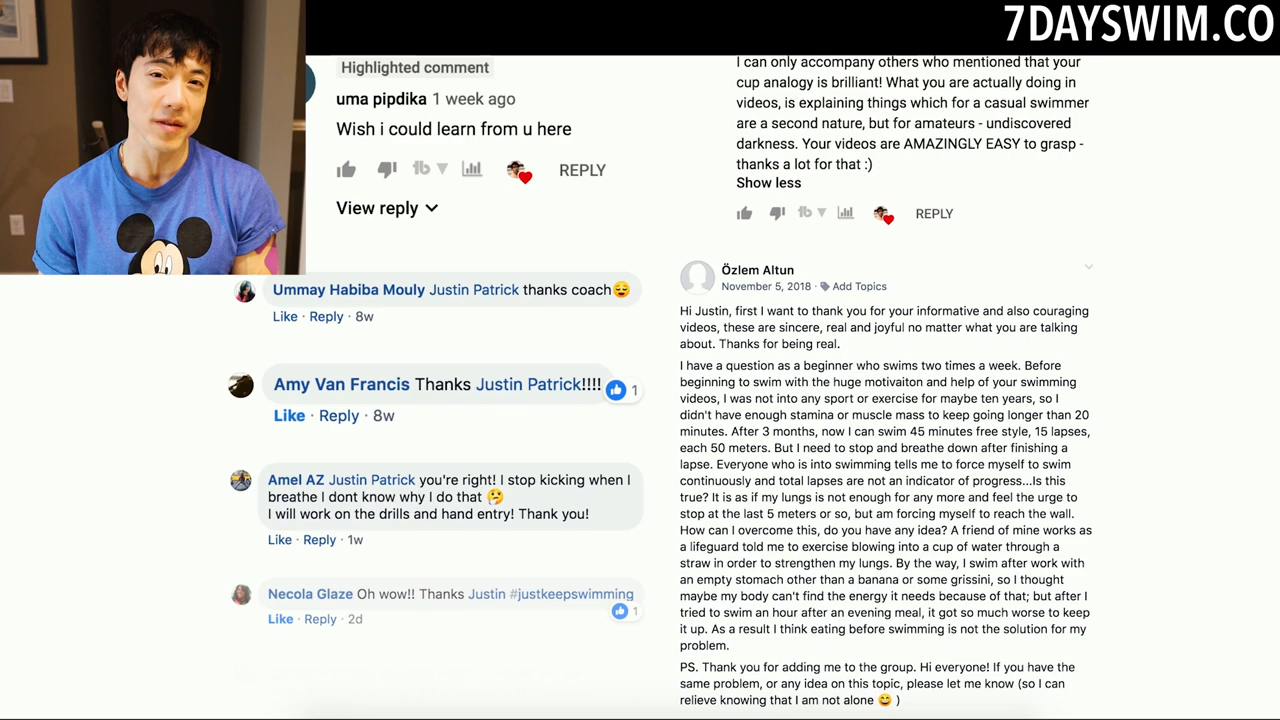 7DAYSWIM.CO
Highlighted comment
uma pipdika 1 week ago
Wish i could learn from u here
REPLY
View reply
I can only accompany others who mentioned that your
cup analogy is brilliant! What you are actually doing in
videos, is explaining things which for a casual swimmer
are a second nature, but for amateurs - undiscovered
darkness. Your videos are AMAZINGLY EASY to grasp -
thanks a lot for that :)
Show less
REPLY
Ummay Habiba Mouly Justin Patrick thanks coach😌
Like · Reply · 8w
Amy Van Francis Thanks Justin Patrick!!!!
1
Like · Reply · 8w
Amel AZ Justin Patrick you're right! I stop kicking when I
breathe I dont know why I do that 🤔
I will work on the drills and hand entry! Thank you!
Like · Reply · 1w
Necola Glaze Oh wow!! Thanks Justin #justkeepswimming
1
Like · Reply · 2d
Özlem Altun
November 5, 2018 · Add Topics
Hi Justin, first I want to thank you for your informative and also couraging
videos, these are sincere, real and joyful no matter what you are talking
about. Thanks for being real.
I have a question as a beginner who swims two times a week. Before
beginning to swim with the huge motivaiton and help of your swimming
videos, I was not into any sport or exercise for maybe ten years, so I
didn't have enough stamina or muscle mass to keep going longer than 20
minutes. After 3 months, now I can swim 45 minutes free style, 15 lapses,
each 50 meters. But I need to stop and breathe down after finishing a
lapse. Everyone who is into swimming tells me to force myself to swim
continuously and total lapses are not an indicator of progress...Is this
true? It is as if my lungs is not enough for any more and feel the urge to
stop at the last 5 meters or so, but am forcing myself to reach the wall.
How can I overcome this, do you have any idea? A friend of mine works as
a lifeguard told me to exercise blowing into a cup of water through a
straw in order to strengthen my lungs. By the way, I swim after work with
an empty stomach other than a banana or some grissini, so I thought
maybe my body can't find the energy it needs because of that; but after I
tried to swim an hour after an evening meal, it got so much worse to keep
it up. As a result I think eating before swimming is not the solution for my
problem.
PS. Thank you for adding me to the group. Hi everyone! If you have the
same problem, or any idea on this topic, please let me know (so I can
relieve knowing that I am not alone 😄 )